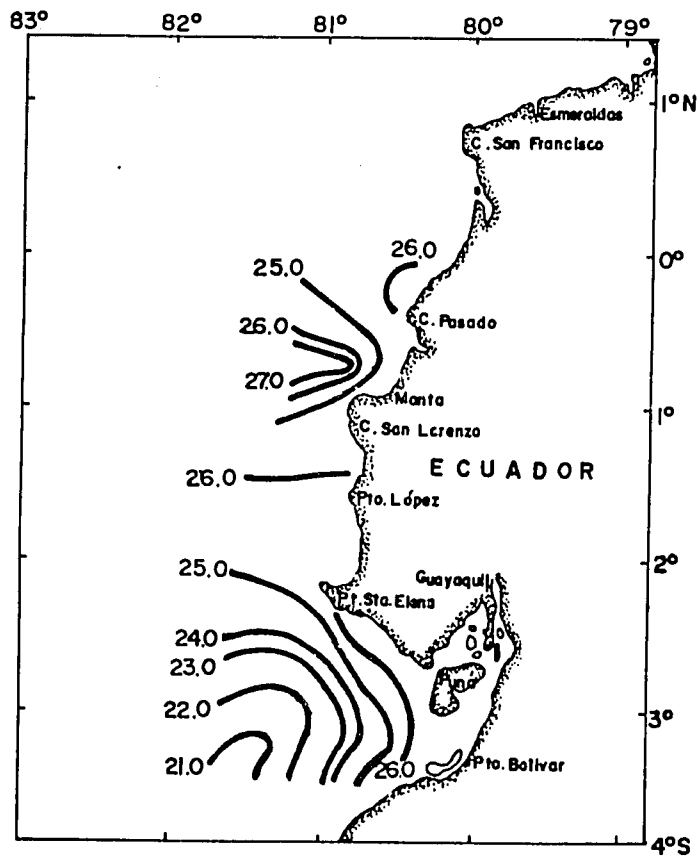 83° 82° 81° 80° 79°
1°N
Esmeraldas
C. San Francisco
0°
26.0
25.0
C. Pasado
26.0
27.0
Manta
1°
C. San Lorenzo
ECUADOR
26.0
Pto. López
2°
25.0
Guayaquil
Pt. Sta. Elena
24.0
23.0
22.0
3°
21.0
26.0
Pto. Bolivar
4°S